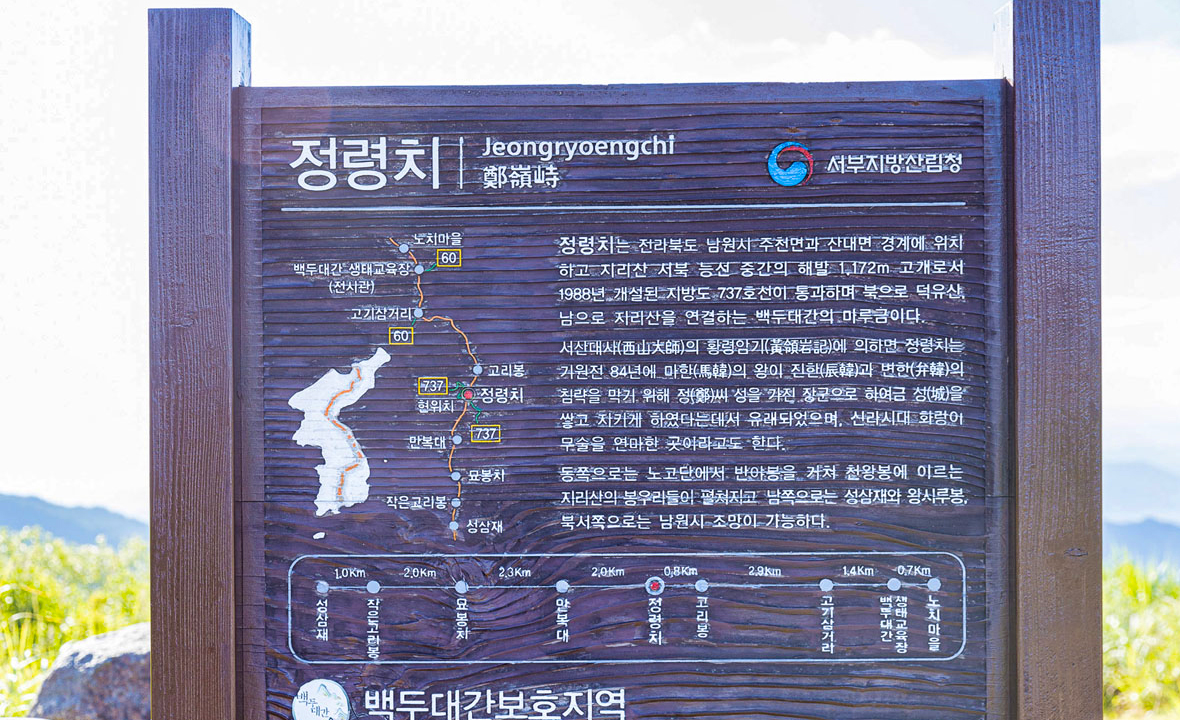 정령치
Jeongryoengchi
鄭嶺峙
서부지방산림청
노치마을
60
백두대간 생태교육장
(전시관)
고기삼거리
60
고리봉
737
정령치
현위치
737
만복대
묘봉치
작은고리봉
성삼재
정령치는 전라북도 남원시 주천면과 산내면 경계에 위치
하고 지리산 서북 능선 중간의 해발 1,172m 고개로서
1988년 개설된 지방도 737호선이 통과하며 북으로 덕유산,
남으로 지리산을 연결하는 백두대간의 마루금이다.
서산대사(西山大師)의 황령암기(黃領岩記)에 의하면 정령치는
기원전 84년에 마한(馬韓)의 왕이 진한(辰韓)과 변한(弁韓)의
침략을 막기 위해 정(鄭)씨 성을 가진 장군으로 하여금 성(城)을
쌓고 지키게 하였다는데서 유래되었으며, 신라시대 화랑이
무술을 연마한 곳이라고도 한다.
동쪽으로는 노고단에서 반야봉을 거쳐 천왕봉에 이르는
지리산의 봉우리들이 펼쳐지고 남쪽으로는 성삼재와 왕시루봉,
북서쪽으로는 남원시 조망이 가능하다.
1.0Km 2.0Km 2.3Km 2.0Km 0.8Km 2.9Km 1.4Km 0.7Km
성삼재
작은고리봉
묘봉치
만복대
정령치
고리봉
고기삼거리
백두대간
생태교육장
노치마을
백두
대간
백두대간보호지역